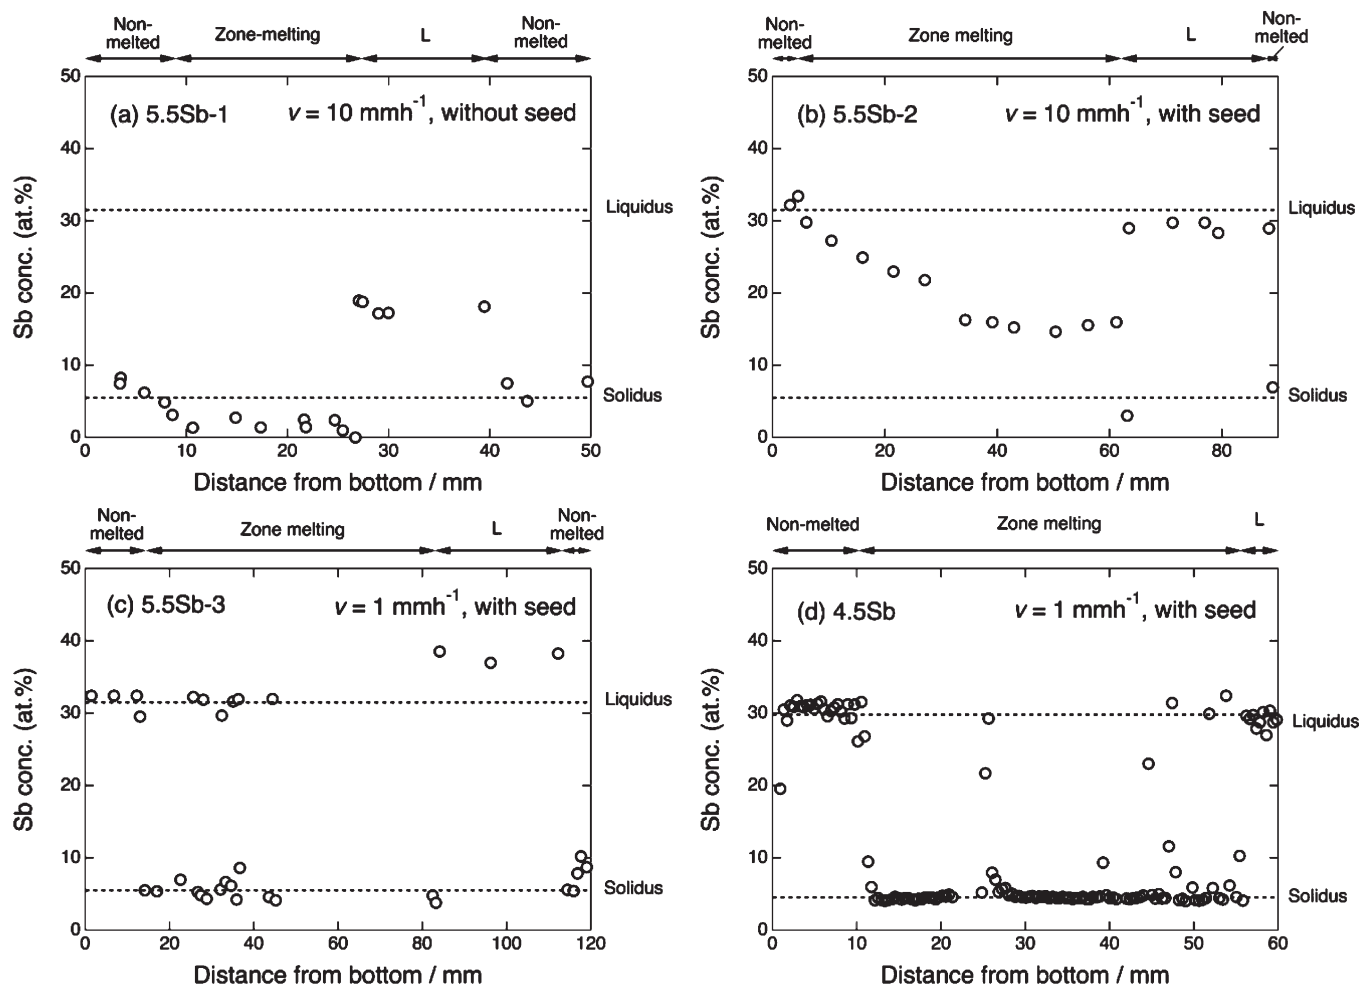 Non-
melted
Zone-melting
L
Non-
melted
50
40
30
20
10
0
(a) 5.5Sb-1
v = 10 mmh-1, without seed
Liquidus
Solidus
0 10 20 30 40 50
Sb conc. (at.%)
Distance from bottom / mm
Non-
melted
Zone melting
L
Non-
melted
50
40
30
20
10
0
(b) 5.5Sb-2
v = 10 mmh-1, with seed
Liquidus
Solidus
0 20 40 60 80
Sb conc. (at.%)
Distance from bottom / mm
Non-
melted
Zone melting
L
Non-
melted
50
40
30
20
10
0
(c) 5.5Sb-3
v = 1 mmh-1, with seed
Liquidus
Solidus
0 20 40 60 80 100 120
Sb conc. (at.%)
Distance from bottom / mm
Non-melted
Zone melting
L
50
40
30
20
10
0
(d) 4.5Sb
v = 1 mmh-1, with seed
Liquidus
Solidus
0 10 20 30 40 50 60
Sb conc. (at.%)
Distance from bottom / mm